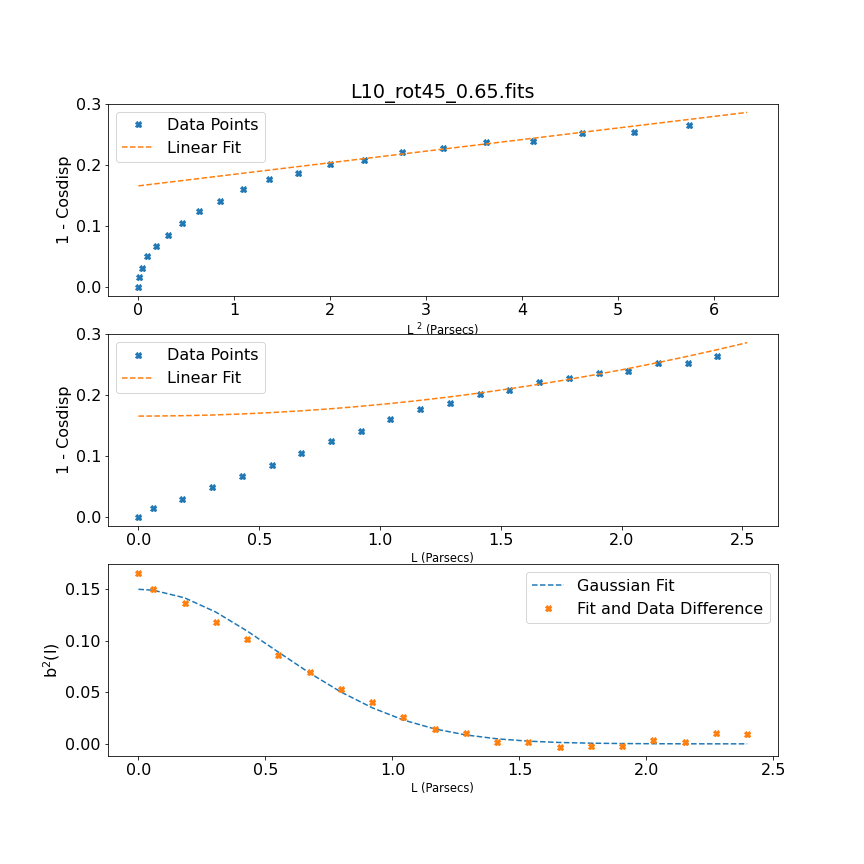 L10_rot45_0.65.fits
0.3
0.2
0.1
0.0
1 - Cosdisp
Data Points
Linear Fit
0 1 2 3 4 5 6
L ² (Parsecs)
0.3
0.2
0.1
0.0
1 - Cosdisp
Data Points
Linear Fit
0.0 0.5 1.0 1.5 2.0 2.5
L (Parsecs)
0.15
0.10
0.05
0.00
b²(l)
Gaussian Fit
Fit and Data Difference
0.0 0.5 1.0 1.5 2.0 2.5
L (Parsecs)